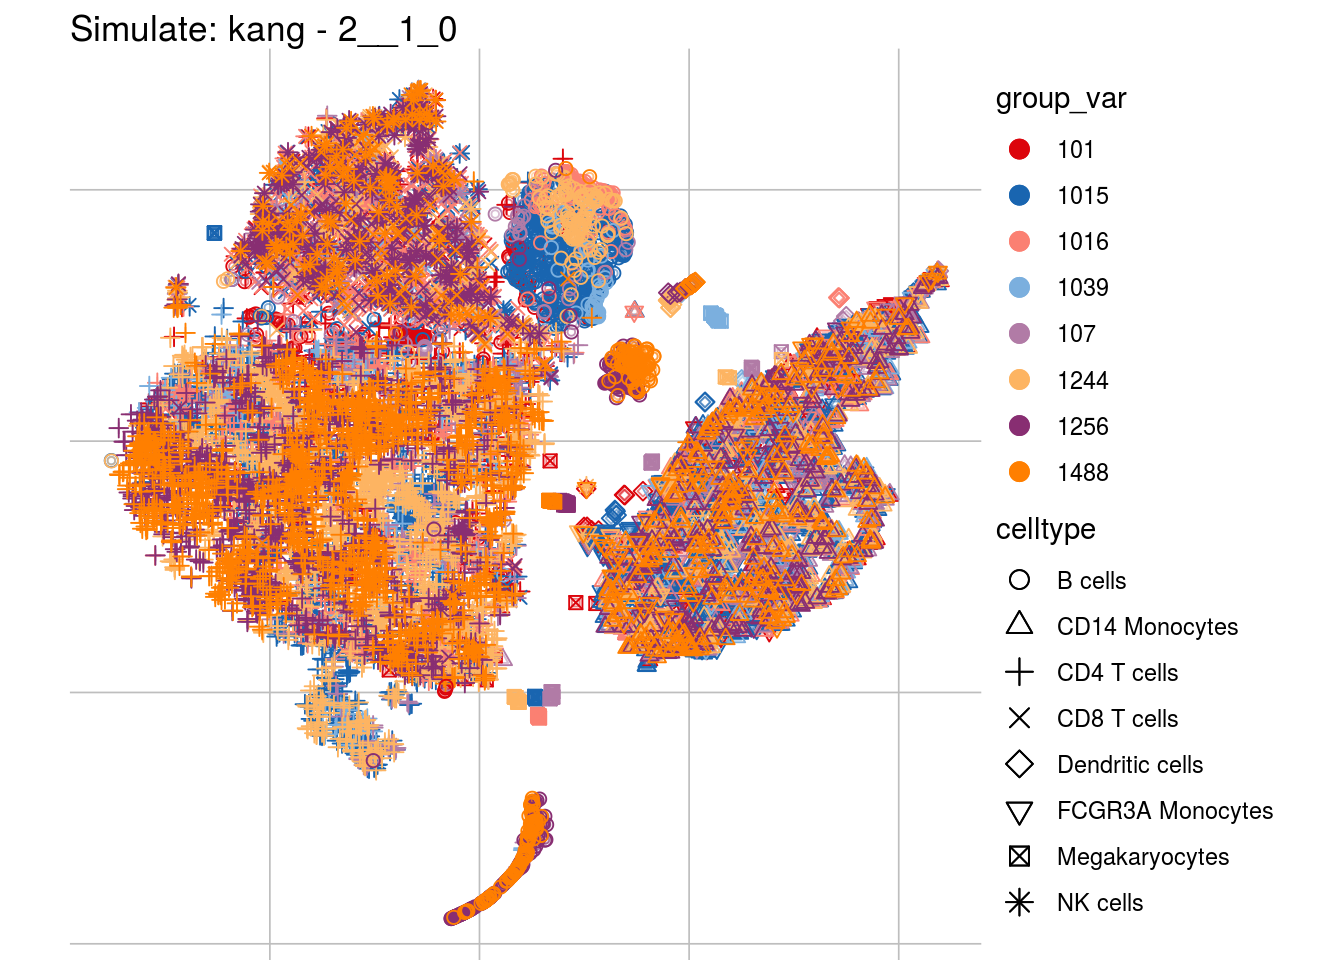 Simulate: kang - 2__1_0
group_var
101
1015
1016
1039
107
1244
1256
1488
celltype
B cells
CD14 Monocytes
CD4 T cells
CD8 T cells
Dendritic cells
FCGR3A Monocytes
Megakaryocytes
NK cells